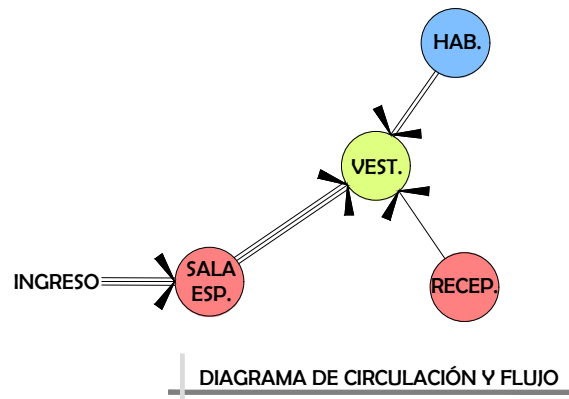 HAB.
VEST.
INGRESO
SALA
ESP.
RECEP.
DIAGRAMA DE CIRCULACIÓN Y FLUJO